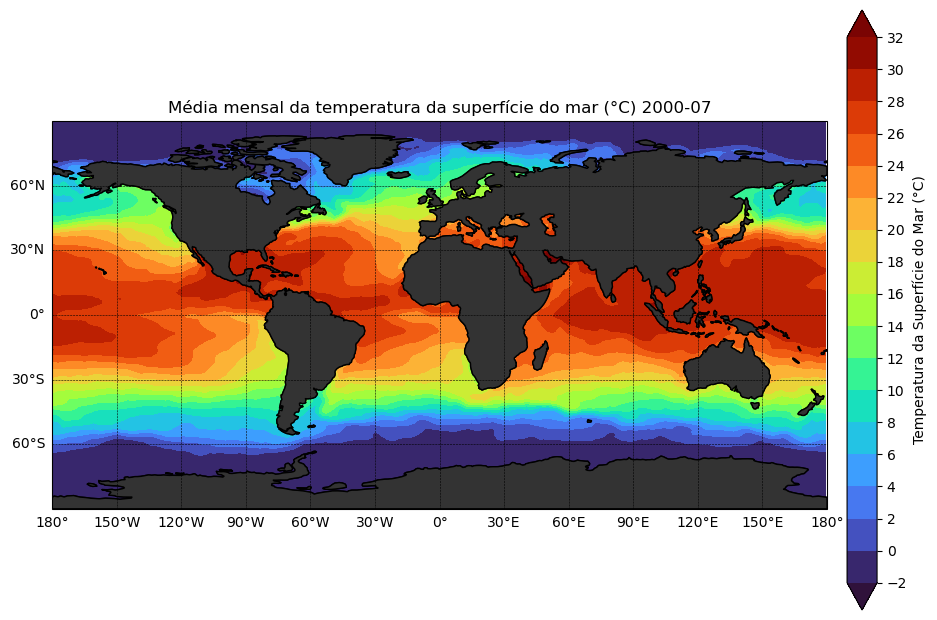 Média mensal da temperatura da superfície do mar (°C) 2000-07
60°N
30°N
0°
30°S
60°S
180° 150°W 120°W 90°W 60°W 30°W 0° 30°E 60°E 90°E 120°E 150°E 180°
32
30
28
26
24
22
20
18
16
14
12
10
8
6
4
2
0
−2
Temperatura da Superfície do Mar (°C)